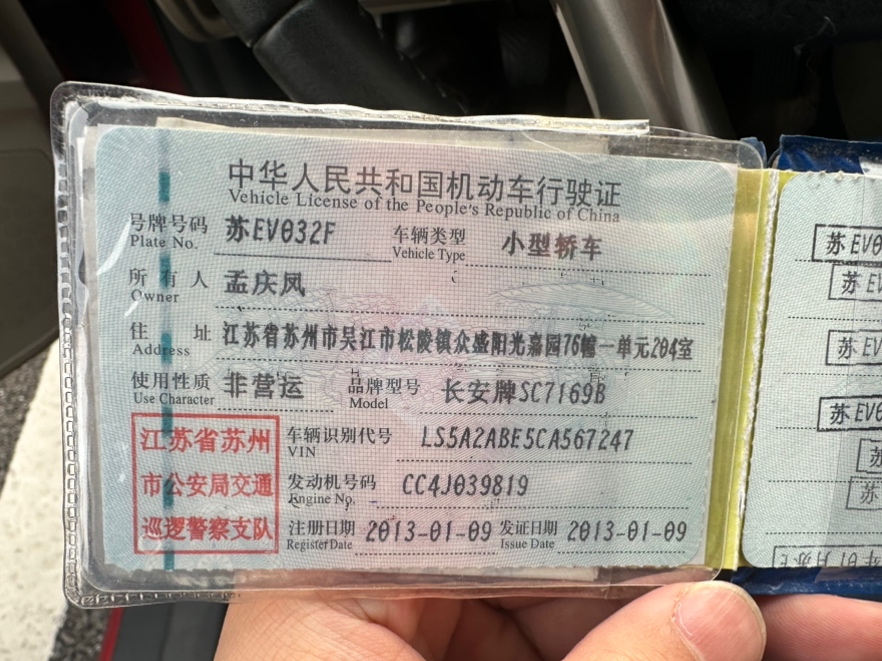 中华人民共和国机动车行驶证
Vehicle License of the People's Republic of China
号牌号码 苏EV032F 车辆类型 小型轿车
Plate No. Vehicle Type
所有人 孟庆凤
Owner
住址 江苏省苏州市吴江市松陵镇众盛阳光嘉园76幢一单元204室
Address
使用性质 非营运 品牌型号 长安牌SC7169B
Use Character Model
江苏省苏州
市公安局交通
巡逻警察支队
车辆识别代号 LS5A2ABE5CA567247
VIN
发动机号码 CC4J039819
Engine No.
注册日期 2013-01-09 发证日期 2013-01-09
Register Date Issue Date
苏EV0
苏EV
苏EV
苏EV0
苏
苏